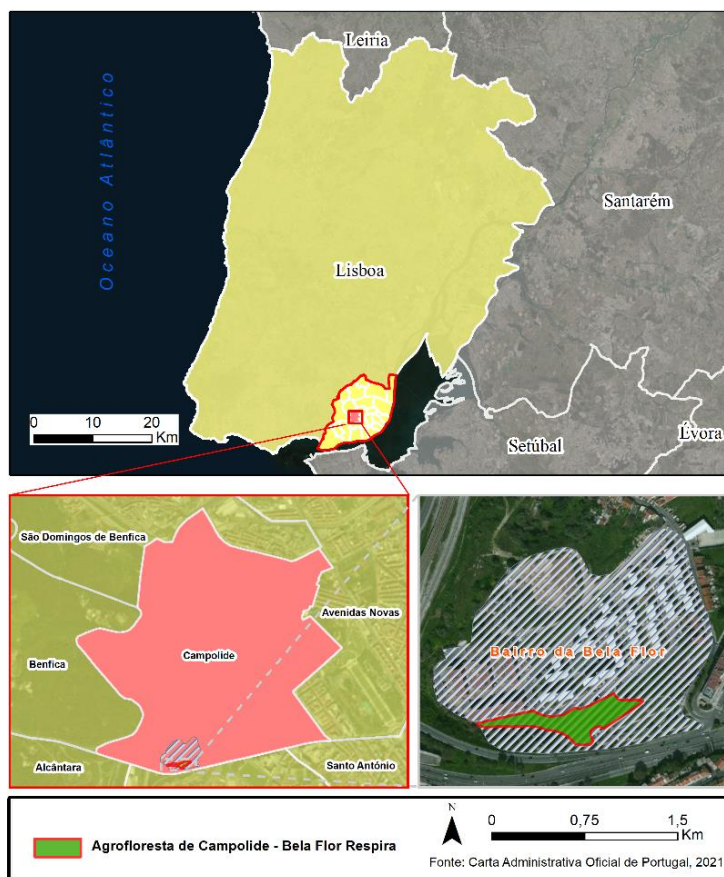 Leiria
Oceano Atlântico
Santarém
Lisboa
0 10 20
Km
Setúbal
Évora
São Domingos de Benfica
Avenidas Novas
Benfica
Campolide
Alcântara
Santo António
Bairro da Bela Flor
Agrofloresta de Campolide - Bela Flor Respira
N
0 0,75 1,5
Km
Fonte: Carta Administrativa Oficial de Portugal, 2021